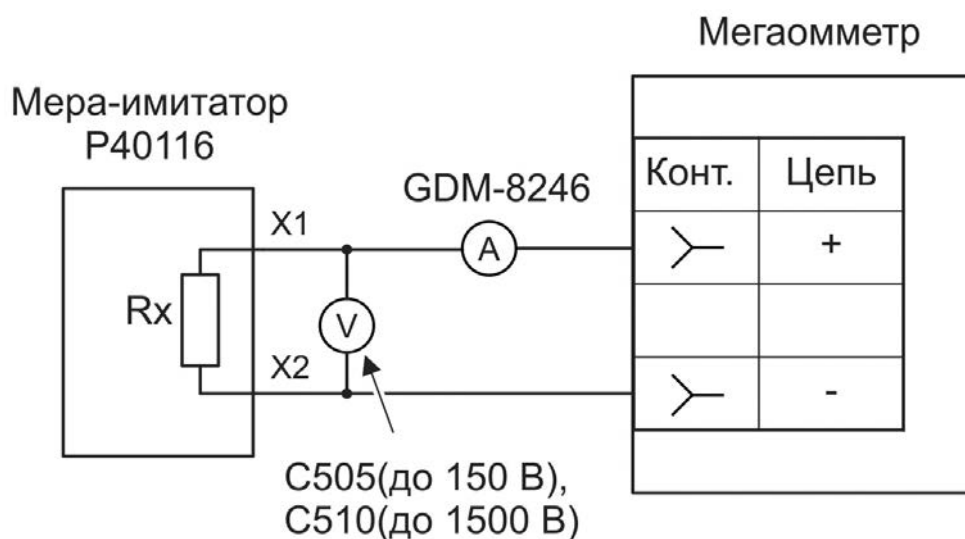 Мегаомметр
Мера-имитатор
Р40116
GDM-8246
Конт.
Цепь
X1
A
+
Rx
V
X2
-
С505(до 150 В),
С510(до 1500 В)